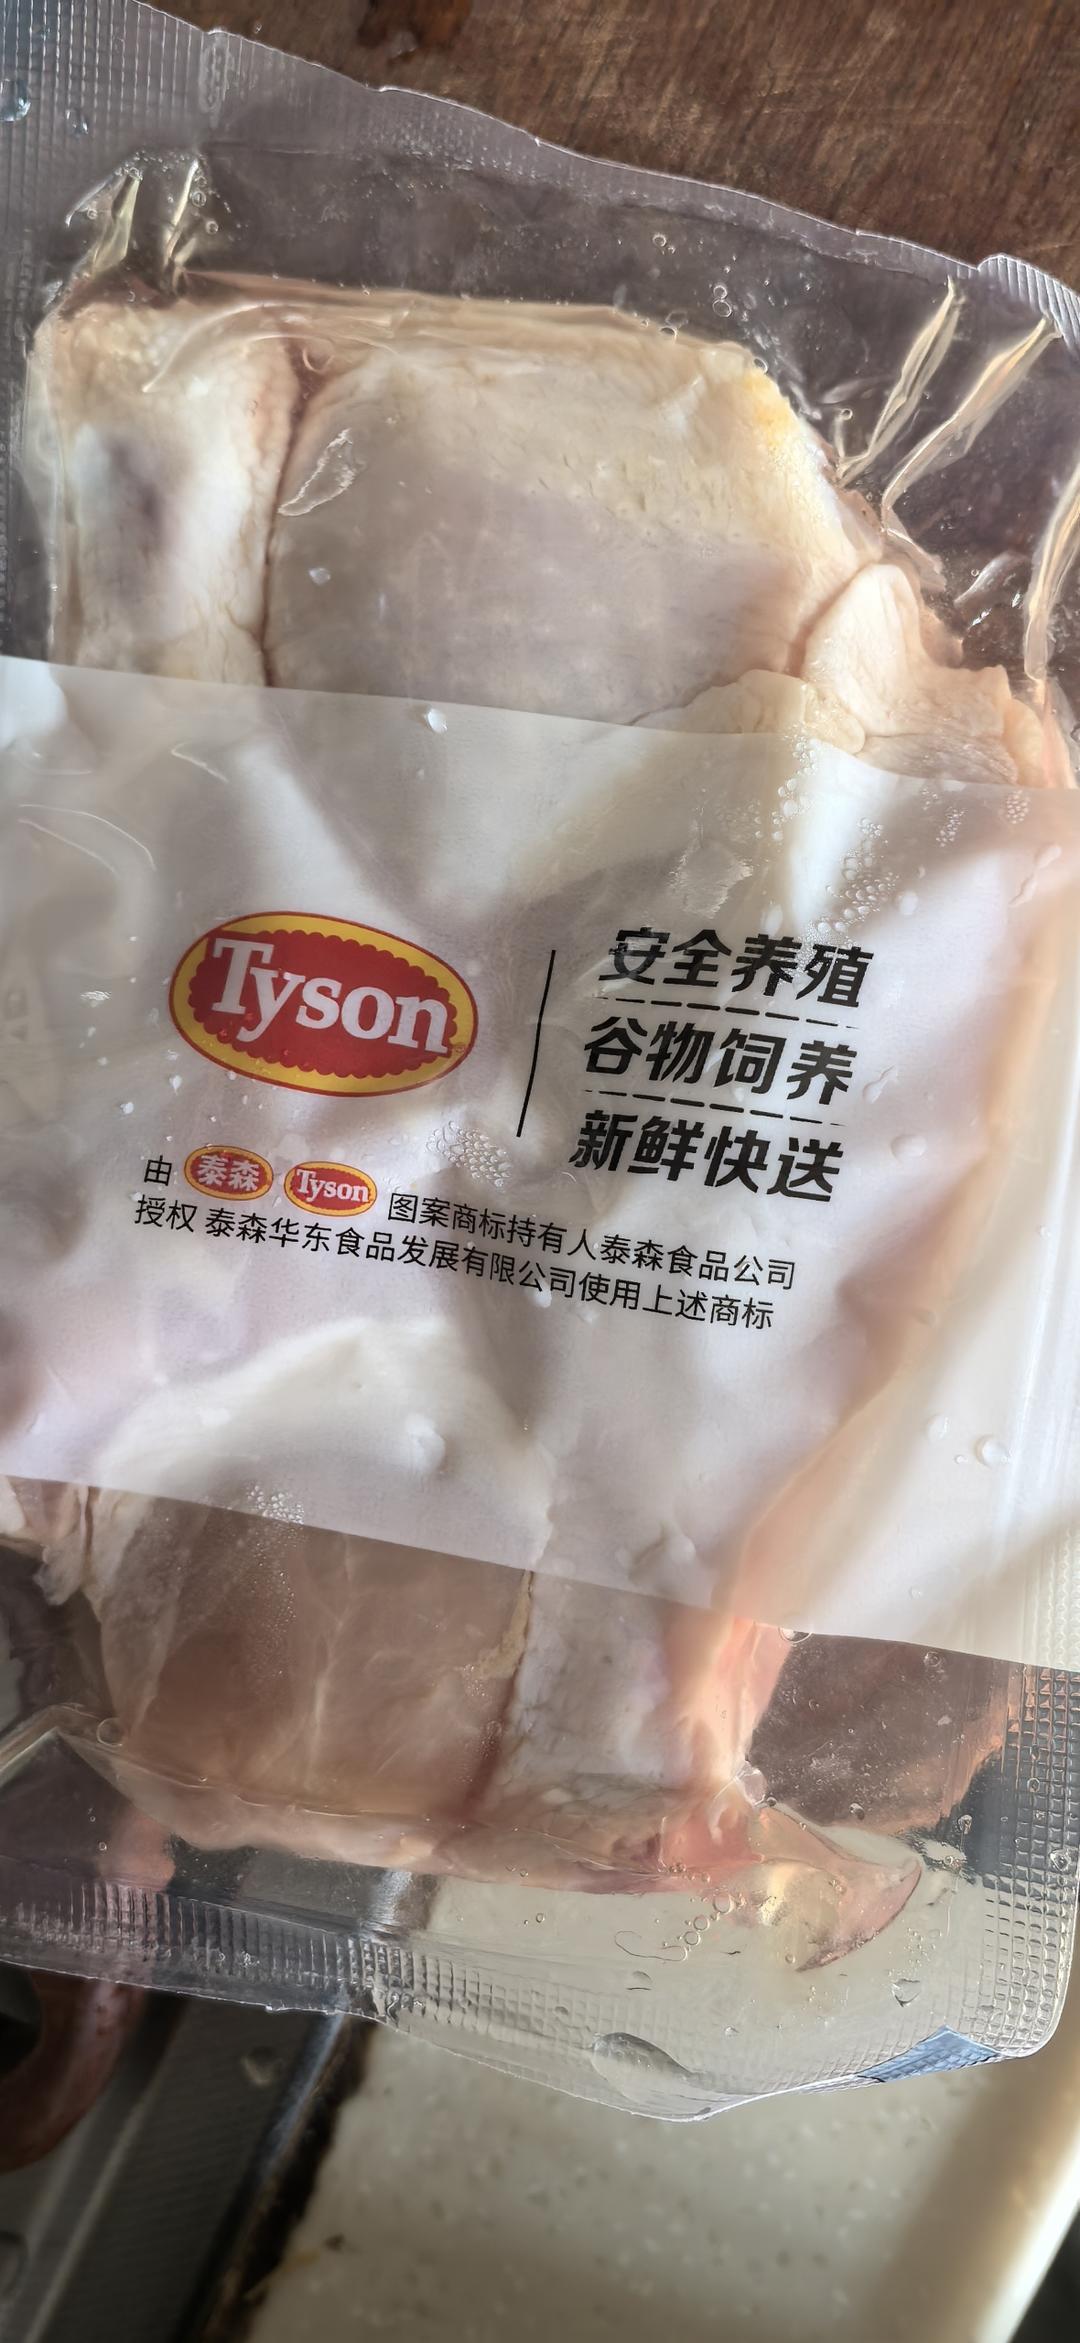 Tyson
安全养殖
谷物饲养
新鲜快送
由 泰森 Tyson 图案商标持有人泰森食品公司
授权 泰森华东食品发展有限公司使用上述商标